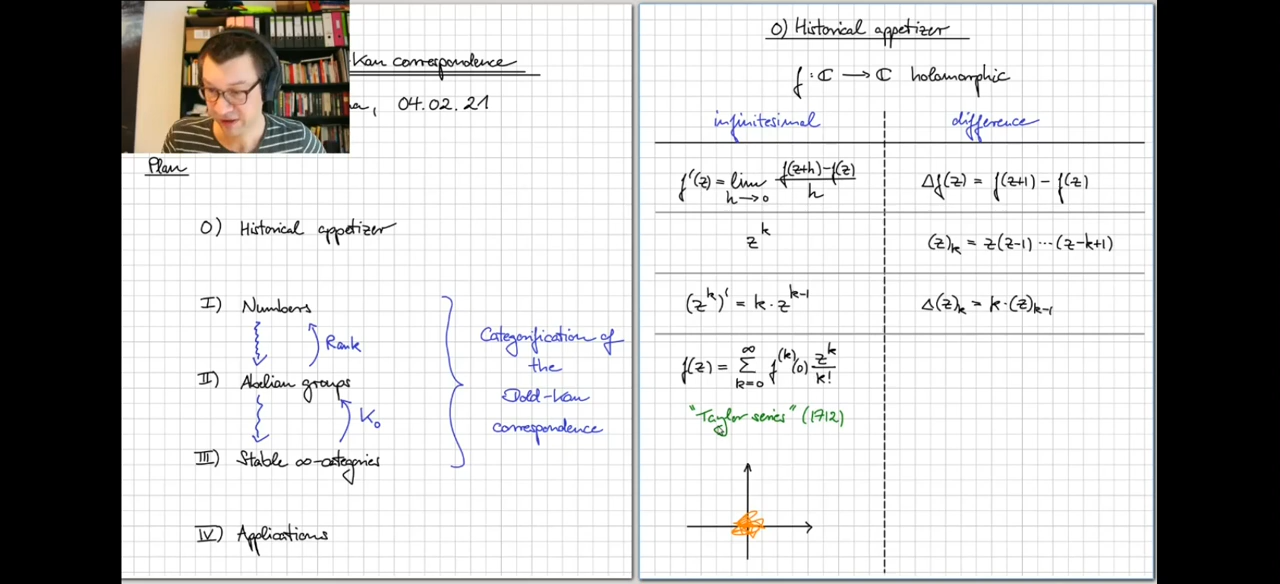 Kan correspondence
04.02.21
Plan
0) Historical appetizer
I) Numbers
Rank
II) Abelian groups
K₀
III) Stable ∞-categories
IV) Applications
Categorification of
the
Dold-Kan
correspondence
0) Historical appetizer
f : ℂ → ℂ holomorphic
infinitesimal
difference
f'(z) = lim_{h→0} (f(z+h)-f(z))/h
Δf(z) = f(z+1) - f(z)
z^k
(z)_k = z(z-1) ⋯ (z-k+1)
(z^k)' = k · z^{k-1}
Δ(z)_k = k·(z)_{k-1}
f(z) = ∑_{k=0}^{∞} f^{(k)}(0) z^k/k!
"Taylor series" (1712)